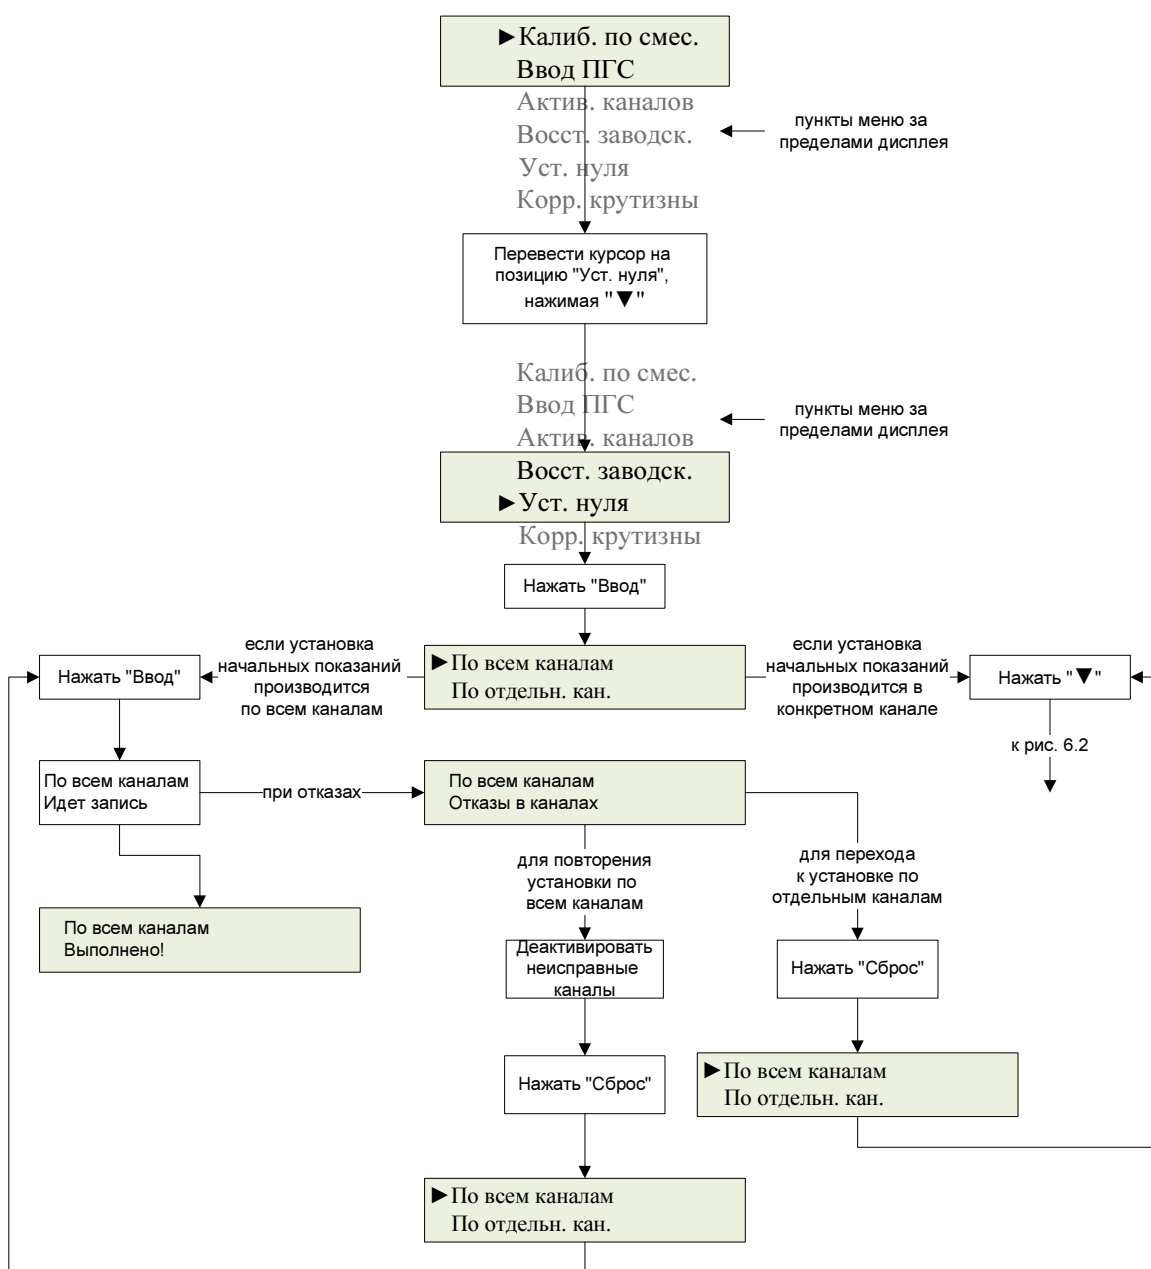 ►Калиб. по смес.
Ввод ПГС
Актив. каналов
Восст. заводск.
Уст. нуля
Корр. крутизны
пункты меню за
пределами дисплея
Перевести курсор на
позицию "Уст. нуля",
нажимая "▼"
Калиб. по смес.
Ввод ПГС
Актив. каналов
пункты меню за
пределами дисплея
Восст. заводск.
►Уст. нуля
Корр. крутизны
Нажать "Ввод"
►По всем каналам
По отдельн. кан.
если установка
начальных показаний
производится
по всем каналам
Нажать "Ввод"
если установка
начальных показаний
производится в
конкретном канале
Нажать "▼"
к рис. 6.2
По всем каналам
Идет запись
при отказах
По всем каналам
Отказы в каналах
По всем каналам
Выполнено!
для повторения
установки по
всем каналам
для перехода
к установке по
отдельным каналам
Деактивировать
неисправные
каналы
Нажать "Сброс"
Нажать "Сброс"
►По всем каналам
По отдельн. кан.
►По всем каналам
По отдельн. кан.